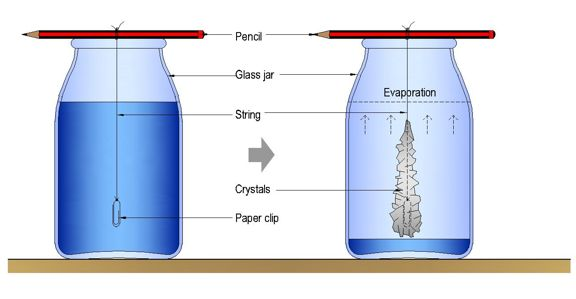 Pencil
Glass jar
Evaporation
String
Crystals
Paper clip